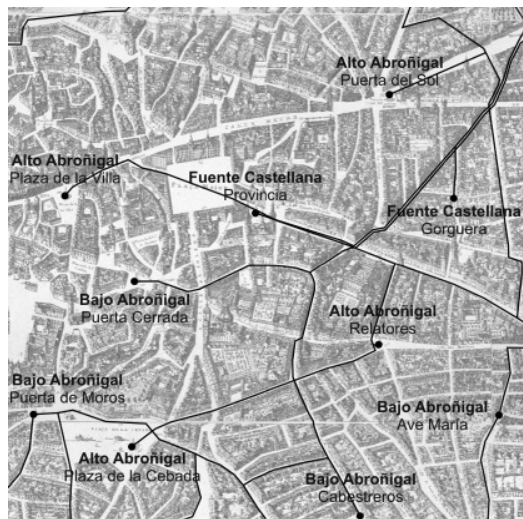 Alto Abroñigal
Puerta del Sol
Alto Abroñigal
Plaza de la Villa
Fuente Castellana
Provincia
Fuente Castellana
Gorguera
Bajo Abroñigal
Puerta Cerrada
Alto Abroñigal
Relatores
Bajo Abroñigal
Puerta de Moros
Bajo Abroñigal
Ave María
Alto Abroñigal
Plaza de la Cebada
Bajo Abroñigal
Cabestreros